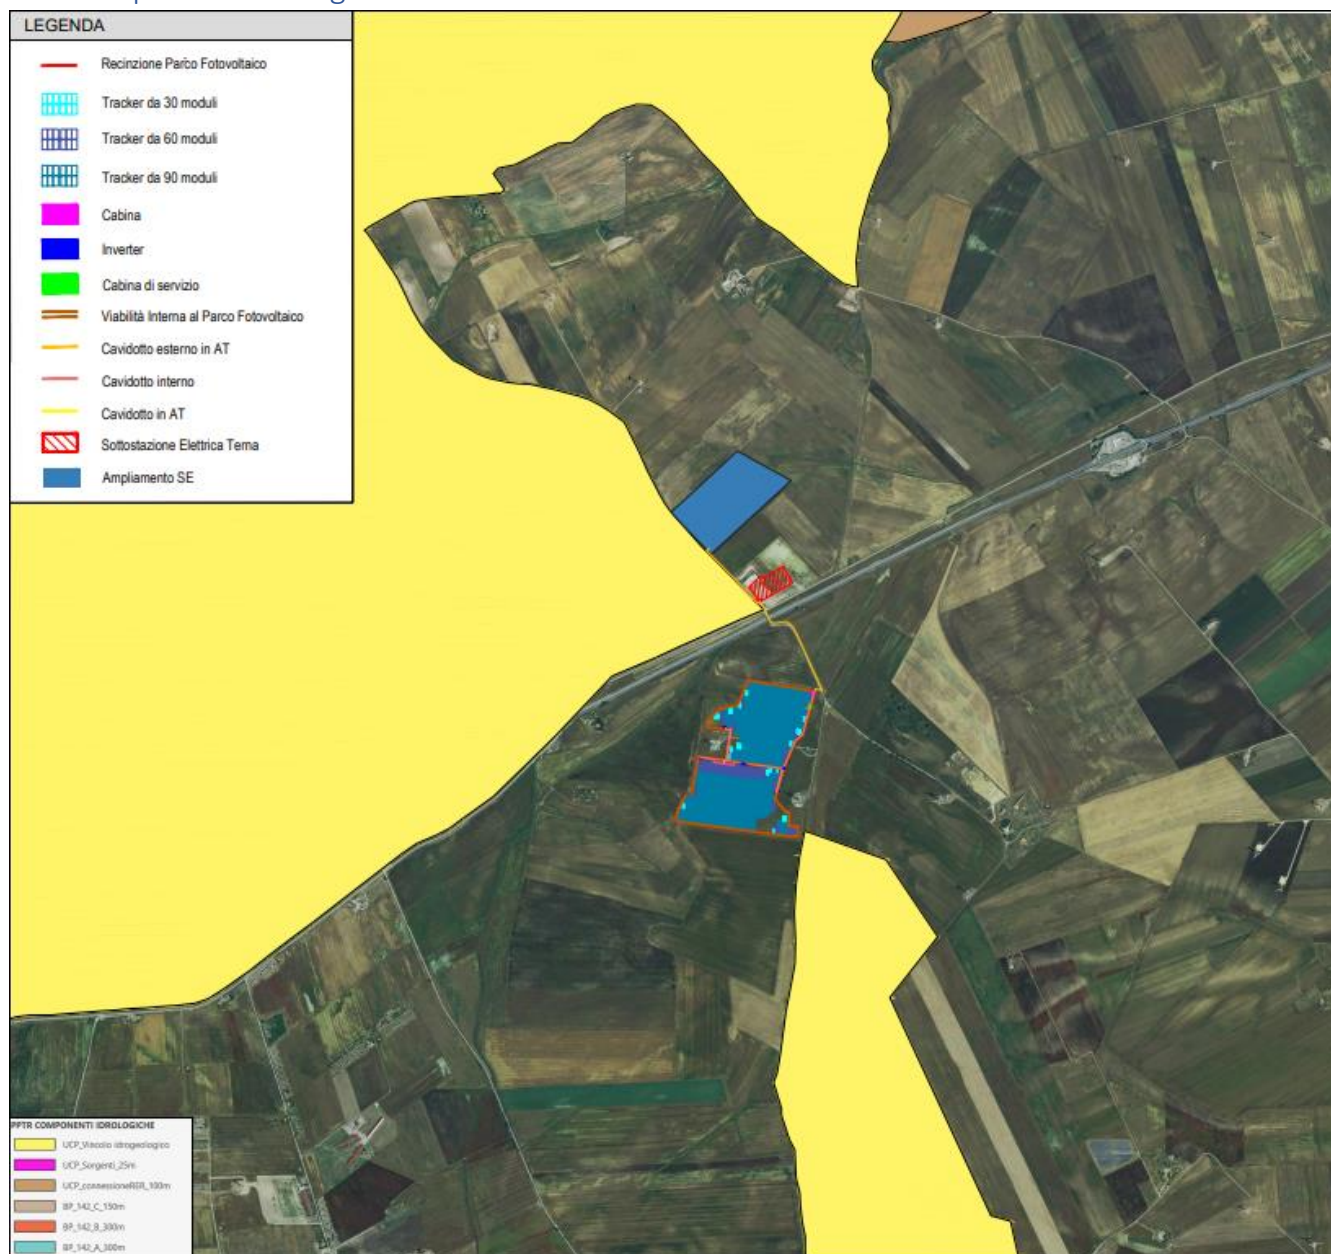 LEGENDA
Recinzione Parco Fotovoltaico
Tracker da 30 moduli
Tracker da 60 moduli
Tracker da 90 moduli
Cabina
Inverter
Cabina di servizio
Viabilità Interna al Parco Fotovoltaico
Cavidotto esterno in AT
Cavidotto interno
Cavidotto in AT
Sottostazione Elettrica Terna
Ampliamento SE
PPTR COMPONENTI IDROLOGICHE
UCP_Vincolo idrogeologico
UCP_Sorgenti_25m
UCP_connessioneRER_100m
BP_142_C_150m
BP_142_B_300m
BP_142_A_300m